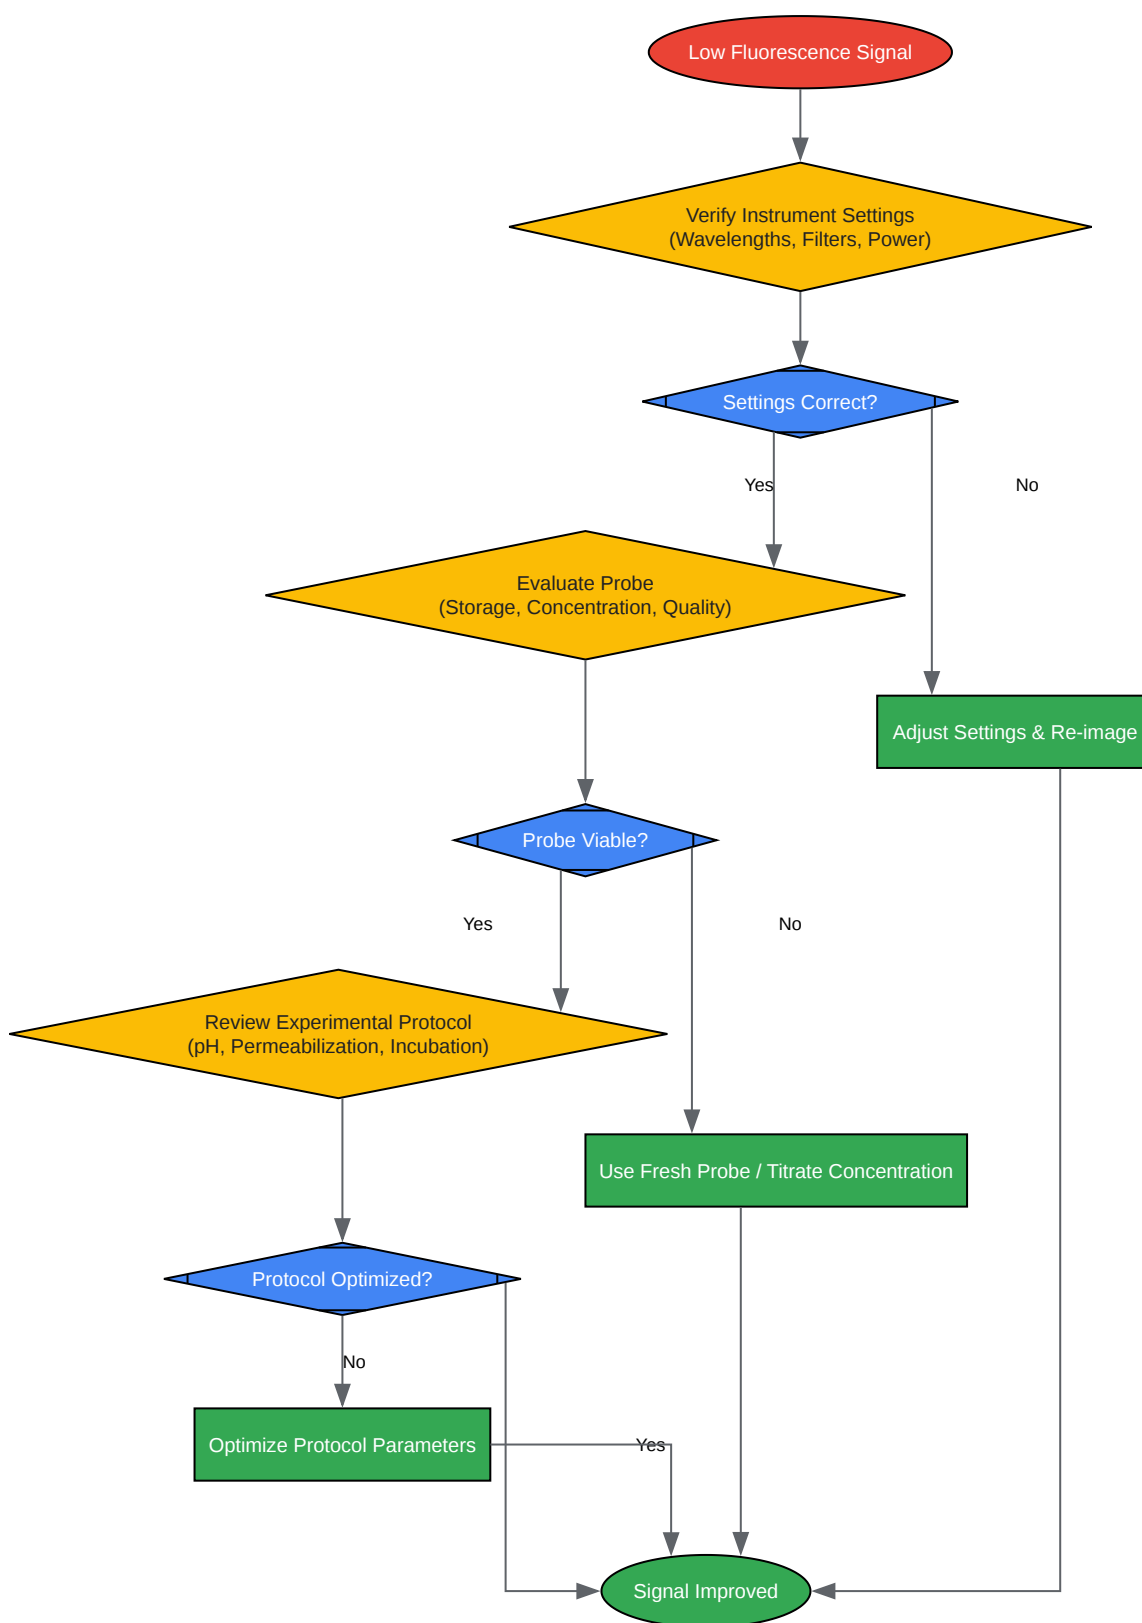 Low Fluorescence Signal
Verify Instrument Settings
(Wavelengths, Filters, Power)
Settings Correct?
Yes
No
Evaluate Probe
(Storage, Concentration, Quality)
Adjust Settings & Re-image
Probe Viable?
Yes
No
Review Experimental Protocol
(pH, Permeabilization, Incubation)
Use Fresh Probe / Titrate Concentration
Protocol Optimized?
No
Optimize Protocol Parameters
Yes
Signal Improved